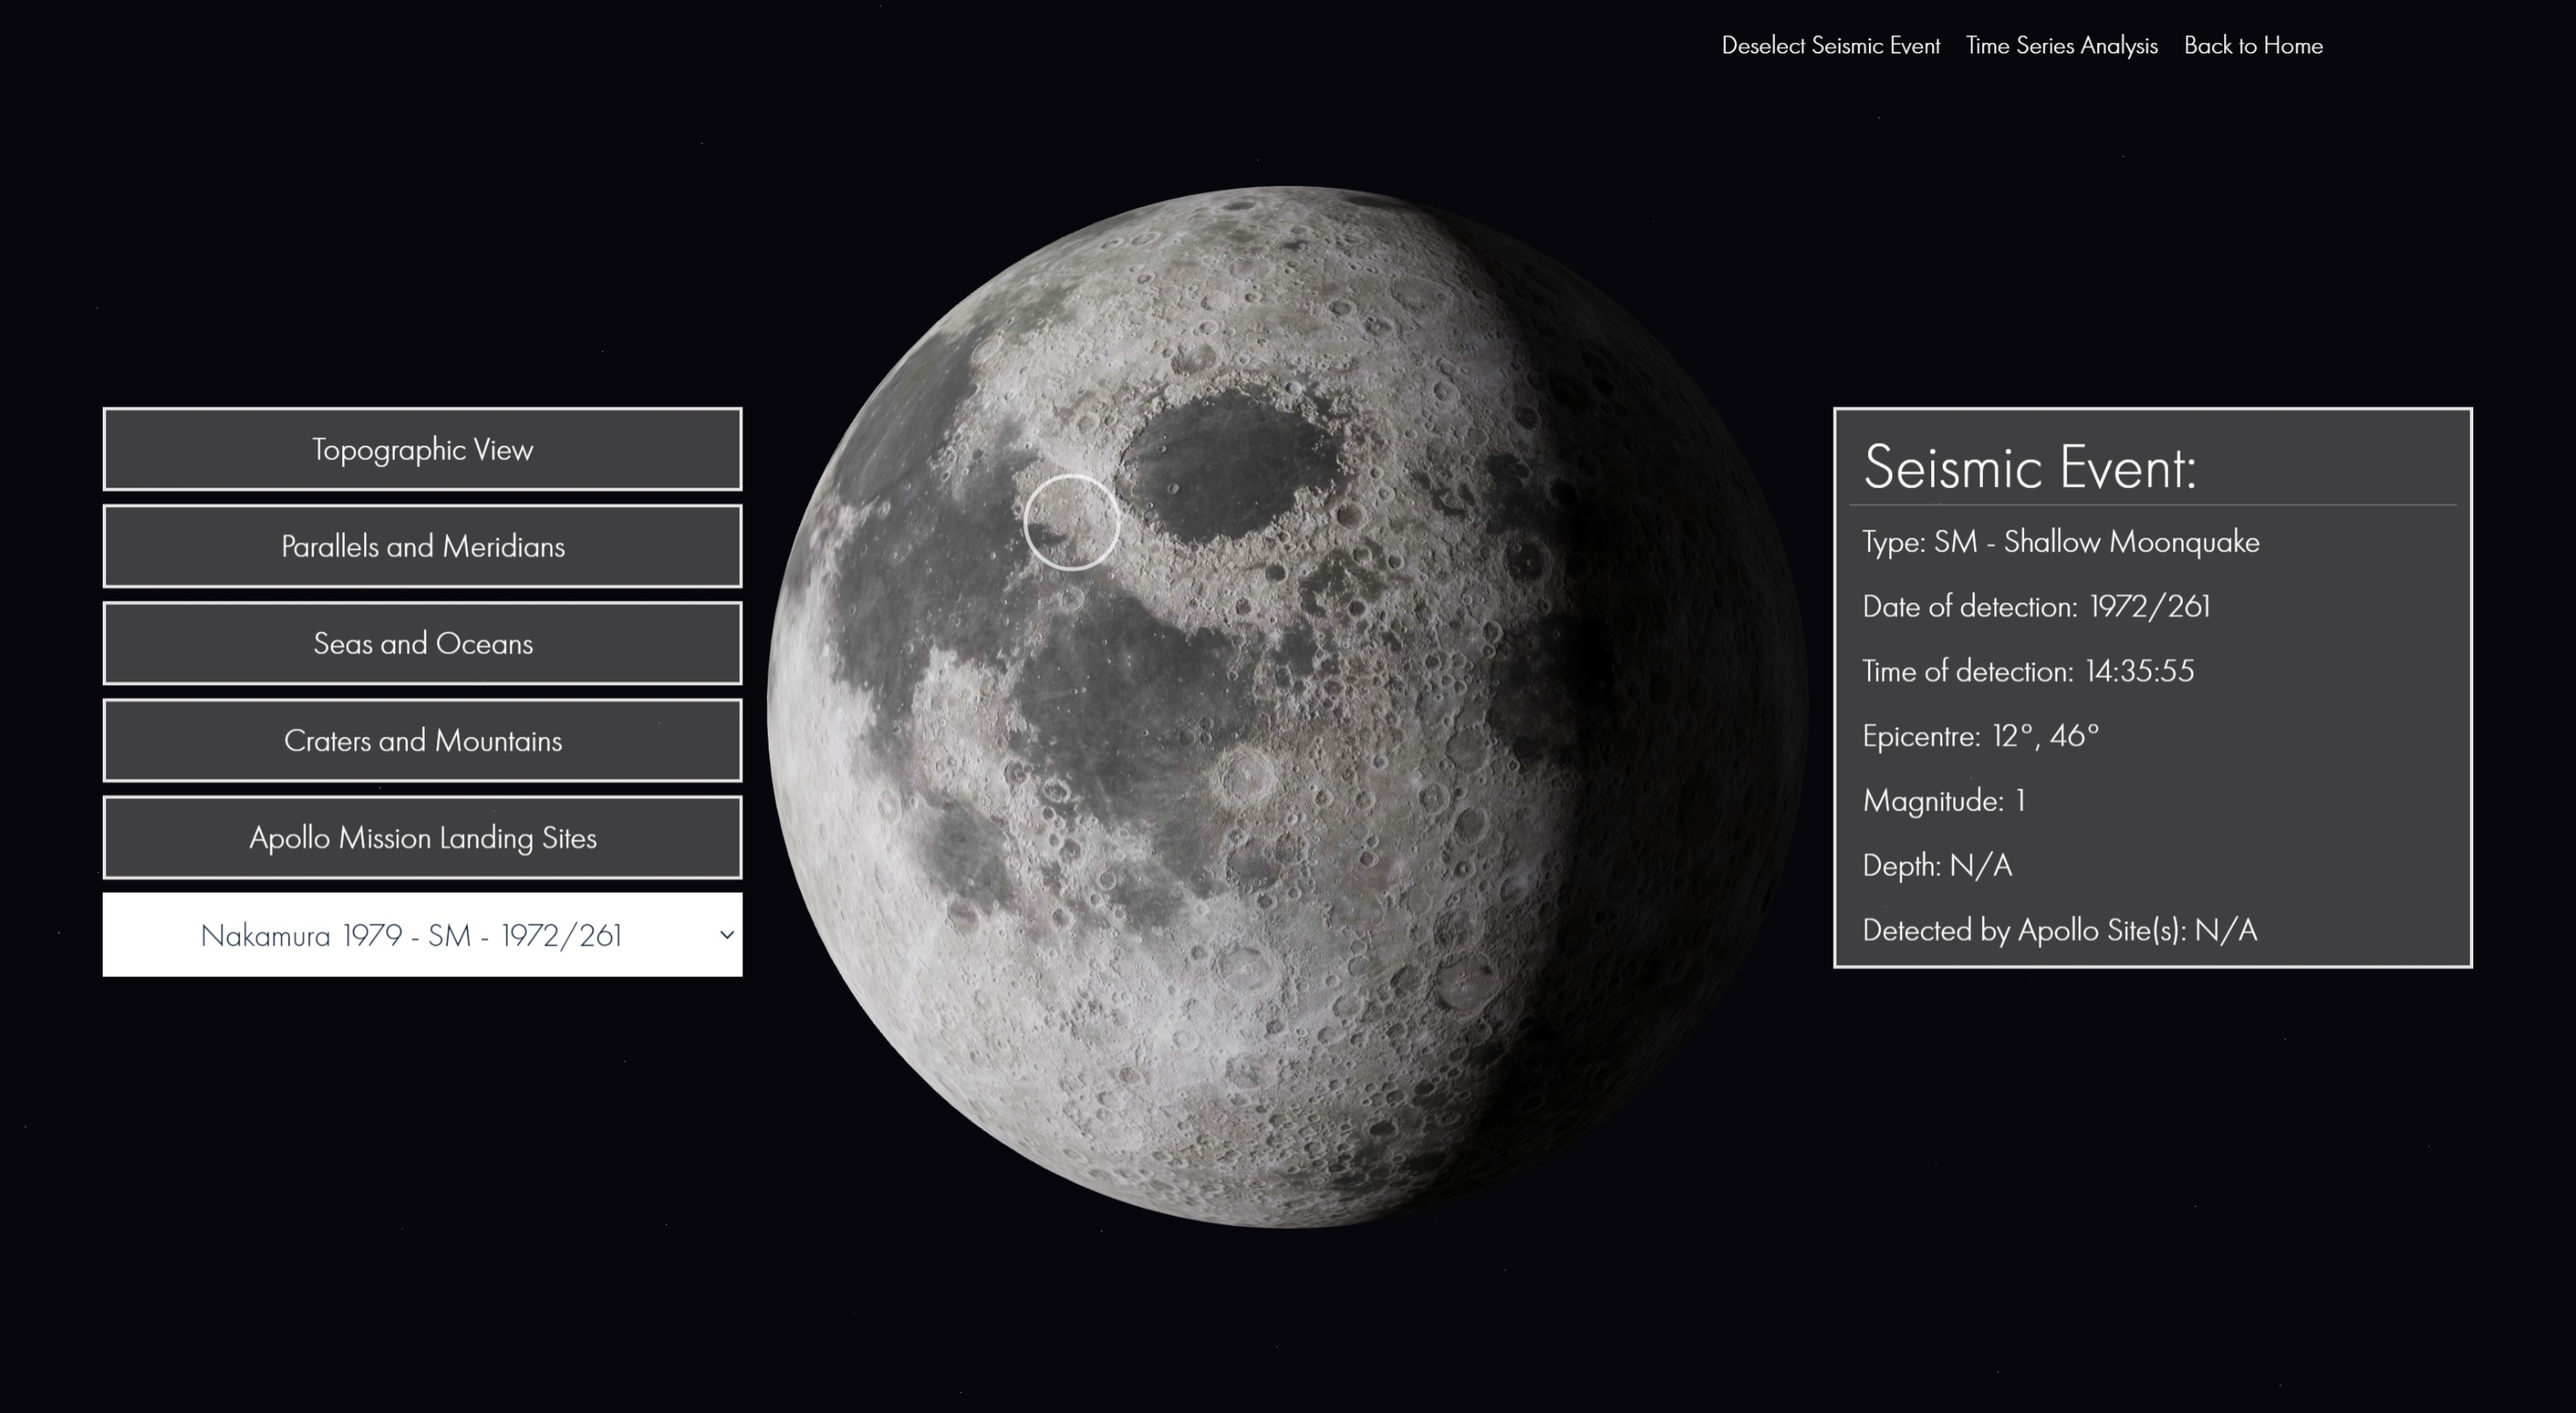 Deselect Seismic Event Time Series Analysis Back to Home
Topographic View
Parallels and Meridians
Seas and Oceans
Craters and Mountains
Apollo Mission Landing Sites
Nakamura 1979 - SM - 1972/261
Seismic Event:
Type: SM - Shallow Moonquake
Date of detection: 1972/261
Time of detection: 14:35:55
Epicentre: 12°, 46°
Magnitude: 1
Depth: N/A
Detected by Apollo Site(s): N/A